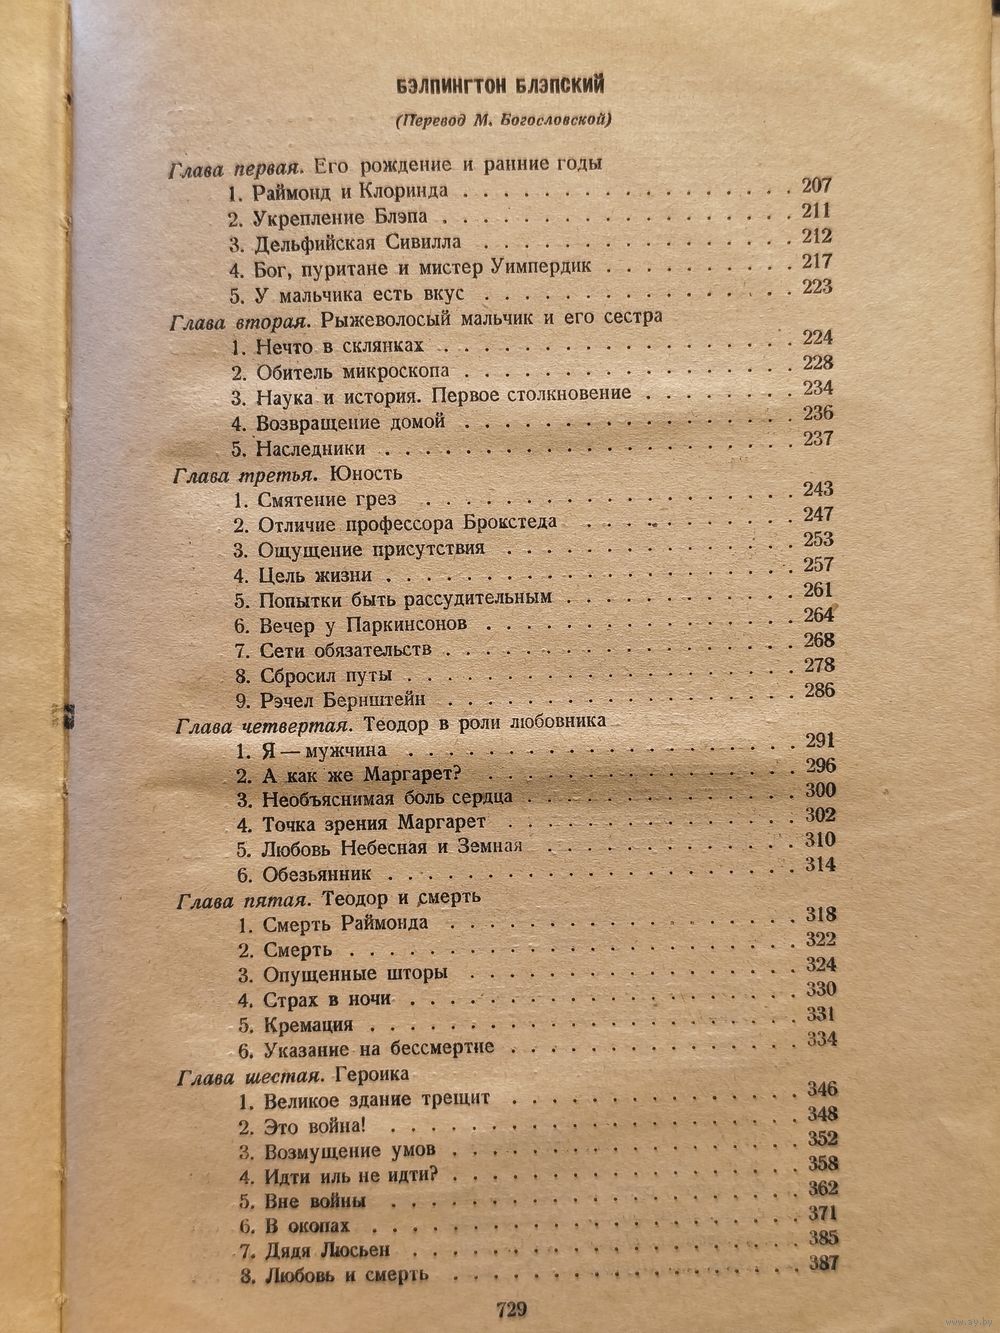 БЭЛПИНГТОН БЛЭПСКИЙ
(Перевод М. Богословской)
Глава первая. Его рождение и ранние годы
1. Раймонд и Клоринда . . . . . . . . . . . . . . . . . 207
2. Укрепление Блэпа . . . . . . . . . . . . . . . . . . 211
3. Дельфийская Сивилла . . . . . . . . . . . . . . . . 212
4. Бог, пуритане и мистер Уимпердик . . . . . . . . . . 217
5. У мальчика есть вкус . . . . . . . . . . . . . . . . 223
Глава вторая. Рыжеволосый мальчик и его сестра
1. Нечто в склянках . . . . . . . . . . . . . . . . . . 224
2. Обитель микроскопа . . . . . . . . . . . . . . . . . 228
3. Наука и история. Первое столкновение . . . . . . . . 234
4. Возвращение домой . . . . . . . . . . . . . . . . . 236
5. Наследники . . . . . . . . . . . . . . . . . . . . . 237
Глава третья. Юность
1. Смятение грез . . . . . . . . . . . . . . . . . . . 243
2. Отличие профессора Брокстеда . . . . . . . . . . . 247
3. Ощущение присутствия . . . . . . . . . . . . . . . 253
4. Цель жизни . . . . . . . . . . . . . . . . . . . . . 257
5. Попытки быть рассудительным . . . . . . . . . . . . 261
6. Вечер у Паркинсонов . . . . . . . . . . . . . . . . 264
7. Сети обязательств . . . . . . . . . . . . . . . . . . 268
8. Сбросил путы . . . . . . . . . . . . . . . . . . . . 278
9. Рэчел Бернштейн . . . . . . . . . . . . . . . . . . 286
Глава четвертая. Теодор в роли любовника
1. Я — мужчина . . . . . . . . . . . . . . . . . . . . 291
2. А как же Маргарет? . . . . . . . . . . . . . . . . 296
3. Необъяснимая боль сердца . . . . . . . . . . . . . . 300
4. Точка зрения Маргарет . . . . . . . . . . . . . . . 302
5. Любовь Небесная и Земная . . . . . . . . . . . . . 310
6. Обезьянник . . . . . . . . . . . . . . . . . . . . . 314
Глава пятая. Теодор и смерть
1. Смерть Раймонда . . . . . . . . . . . . . . . . . . 318
2. Смерть . . . . . . . . . . . . . . . . . . . . . . . 322
3. Опущенные шторы . . . . . . . . . . . . . . . . . 324
4. Страх в ночи . . . . . . . . . . . . . . . . . . . . 330
5. Кремация . . . . . . . . . . . . . . . . . . . . . . 331
6. Указание на бессмертие . . . . . . . . . . . . . . . 334
Глава шестая. Героика
1. Великое здание трещит . . . . . . . . . . . . . . . 346
2. Это война! . . . . . . . . . . . . . . . . . . . . . 348
3. Возмущение умов . . . . . . . . . . . . . . . . . . 352
4. Идти иль не идти? . . . . . . . . . . . . . . . . . . 358
5. Вне войны . . . . . . . . . . . . . . . . . . . . . 362
6. В окопах . . . . . . . . . . . . . . . . . . . . . . 371
7. Дядя Люсьен . . . . . . . . . . . . . . . . . . . . 385
8. Любовь и смерть . . . . . . . . . . . . . . . . . . 387
729
www.ay.by